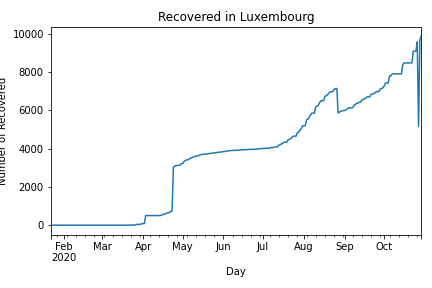 Recovered in Luxembourg
Number of Recovered
10000
8000
6000
4000
2000
0
Feb Mar Apr May Jun Jul Aug Sep Oct
2020
Day